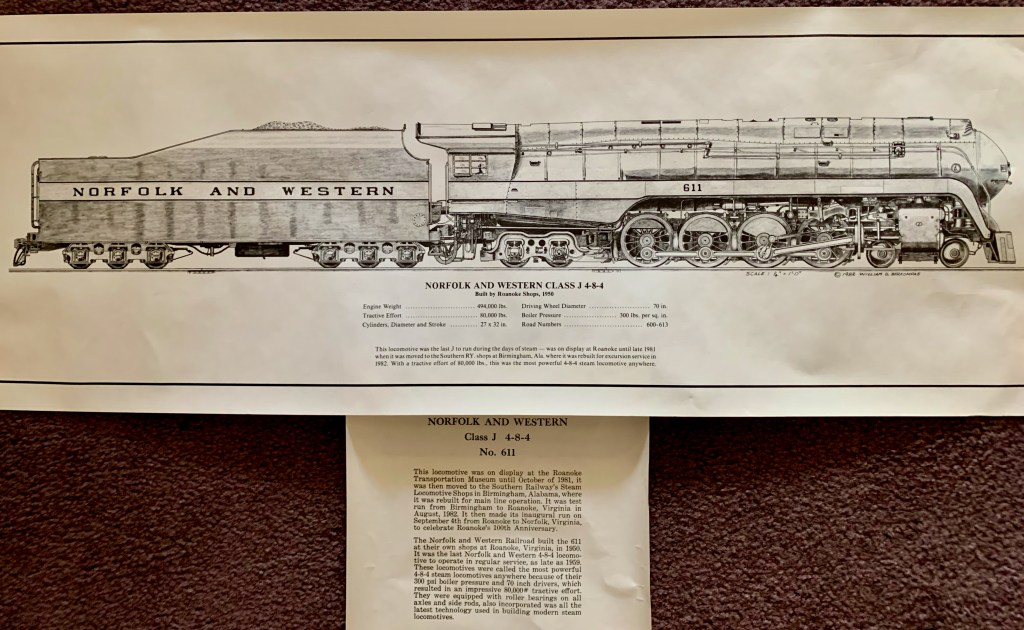 NORFOLK AND WESTERN
611
SCALE :
© 1982 WILLIAM D.
NORFOLK AND WESTERN CLASS J 4-8-4
Built by Roanoke Shops, 1950
Engine Weight .......... 494,000 lbs. Driving Wheel Diameter .......... 70 in.
Tractive Effort .......... 80,000 lbs. Boiler Pressure .......... 300 lbs. per sq. in.
Cylinders, Diameter and Stroke .......... 27 x 32 in. Road Numbers .......... 600-613
This locomotive was the last J to run during the days of steam — was on display at Roanoke until late 1981
when it was moved to the Southern RY. shops at Birmingham, Ala. where it was rebuilt for excursion service in
1982. With a tractive effort of 80,000 lbs., this was the most powerful 4-8-4 steam locomotive anywhere.
NORFOLK AND WESTERN
Class J 4-8-4
No. 611
This locomotive was on display at the Roanoke
Transportation Museum until October of 1981, it
was then moved to the Southern Railway's Steam
Locomotive Shops in Birmingham, Alabama, where
it was rebuilt for main line operation. It was test
run from Birmingham to Roanoke, Virginia in
August, 1982. It then made its inaugural run on
September 4th from Roanoke to Norfolk, Virginia,
to celebrate Roanoke's 100th Anniversary.
The Norfolk and Western Railroad built the 611
at their own shops at Roanoke, Virginia, in 1950.
It was the last Norfolk and Western 4-8-4 locomo-
tive to operate in regular service, as late as 1959.
These locomotives were called the most powerful
4-8-4 steam locomotives anywhere because of their
300 psi boiler pressure and 70 inch drivers, which
resulted in an impressive 80,000# tractive effort.
They were equipped with roller bearings on all
axles and side rods, also incorporated was all the
latest technology used in building modern steam
locomotives.